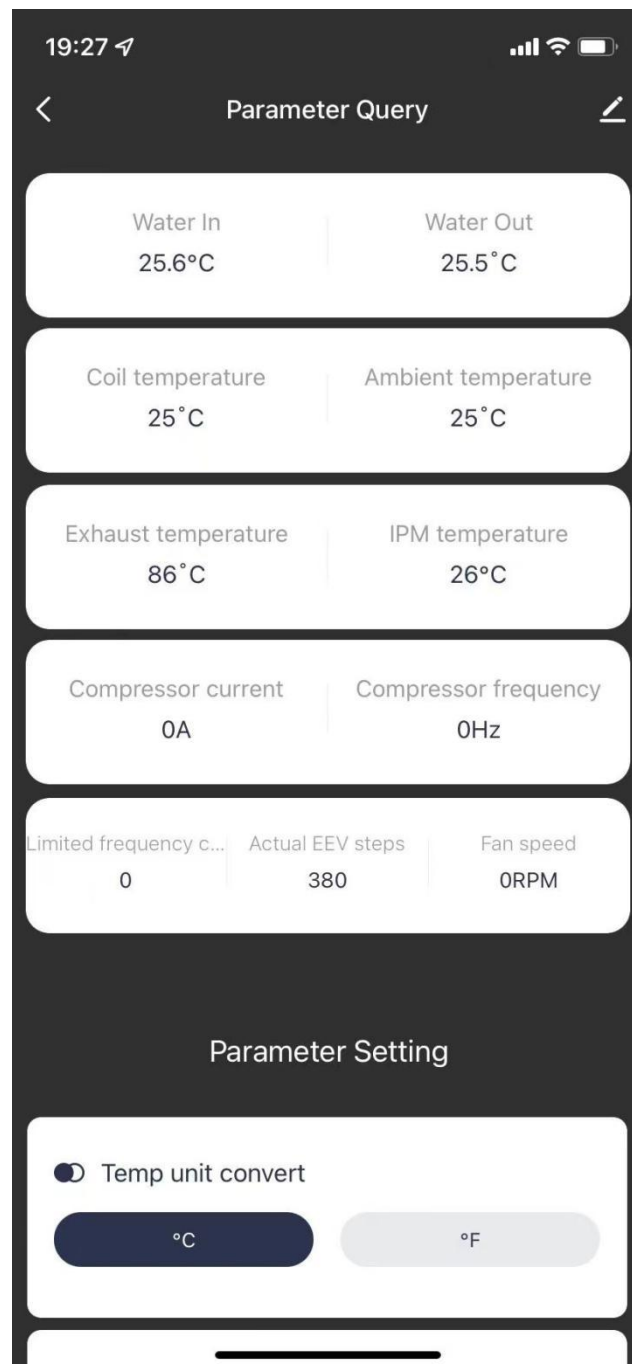 19:27
Parameter Query
Water In Water Out
25.6°C 25.5°C
Coil temperature Ambient temperature
25°C 25°C
Exhaust temperature IPM temperature
86°C 26°C
Compressor current Compressor frequency
0A 0Hz
Limited frequency c... Actual EEV steps Fan speed
0 380 0RPM
Parameter Setting
Temp unit convert
°C °F